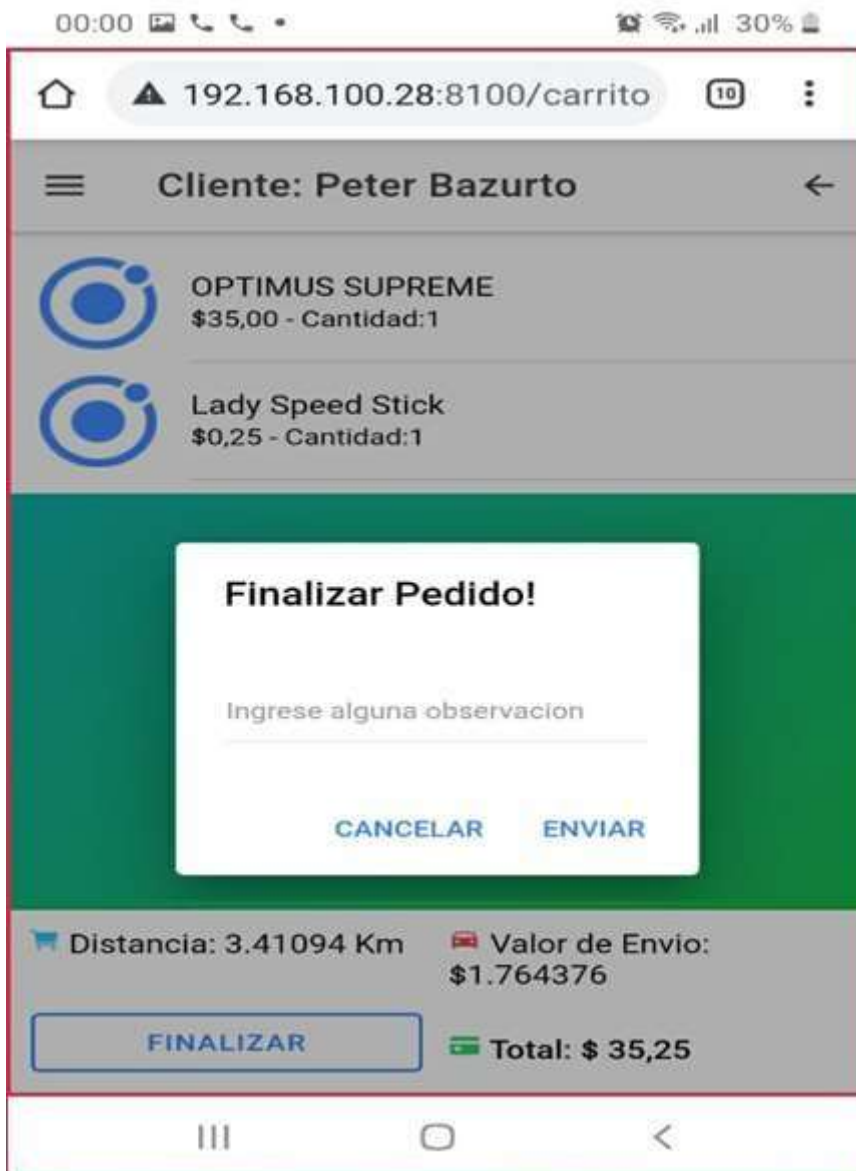 00:00
30%
192.168.100.28:8100/carrito
10
Cliente: Peter Bazurto
OPTIMUS SUPREME
$35,00 - Cantidad:1
Lady Speed Stick
$0,25 - Cantidad:1
Finalizar Pedido!
Ingrese alguna observacion
CANCELAR ENVIAR
Distancia: 3.41094 Km
Valor de Envio:
$1.764376
FINALIZAR
Total: $ 35,25